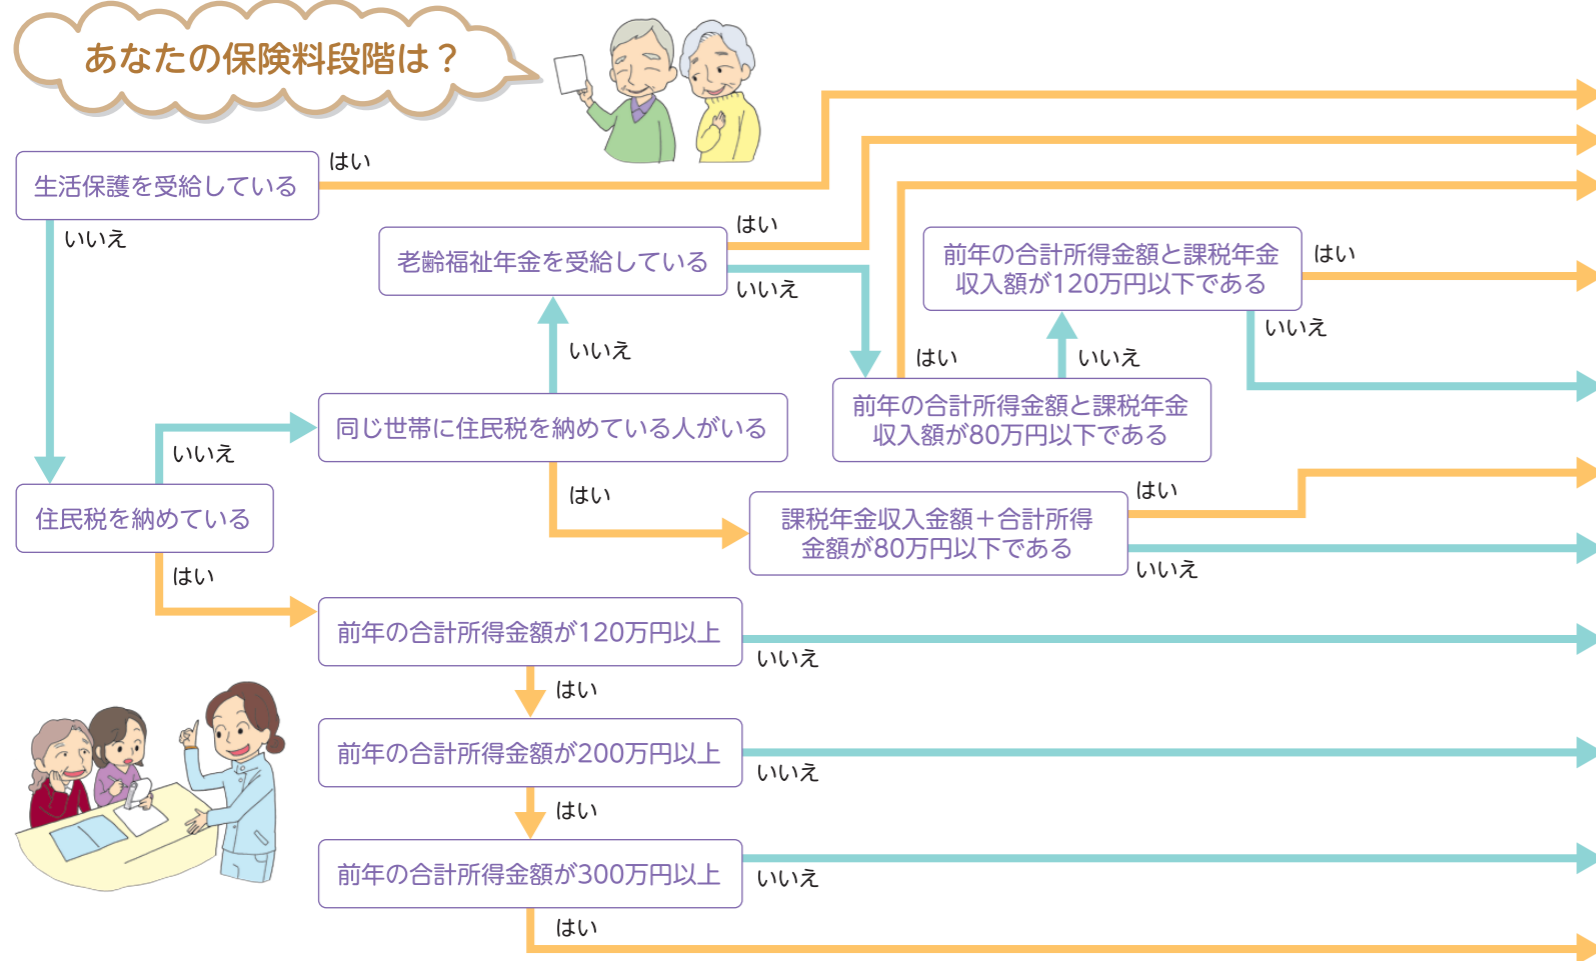 あなたの保険料段階は？
生活保護を受給している
はい
いいえ
老齢福祉年金を受給している
はい
いいえ
前年の合計所得金額と課税年金
収入額が120万円以下である
はい
いいえ
いいえ
はい
いいえ
前年の合計所得金額と課税年金
収入額が80万円以下である
同じ世帯に住民税を納めている人がいる
いいえ
はい
住民税を納めている
課税年金収入金額＋合計所得
金額が80万円以下である
はい
いいえ
はい
前年の合計所得金額が120万円以上
いいえ
はい
前年の合計所得金額が200万円以上
いいえ
はい
前年の合計所得金額が300万円以上
いいえ
はい